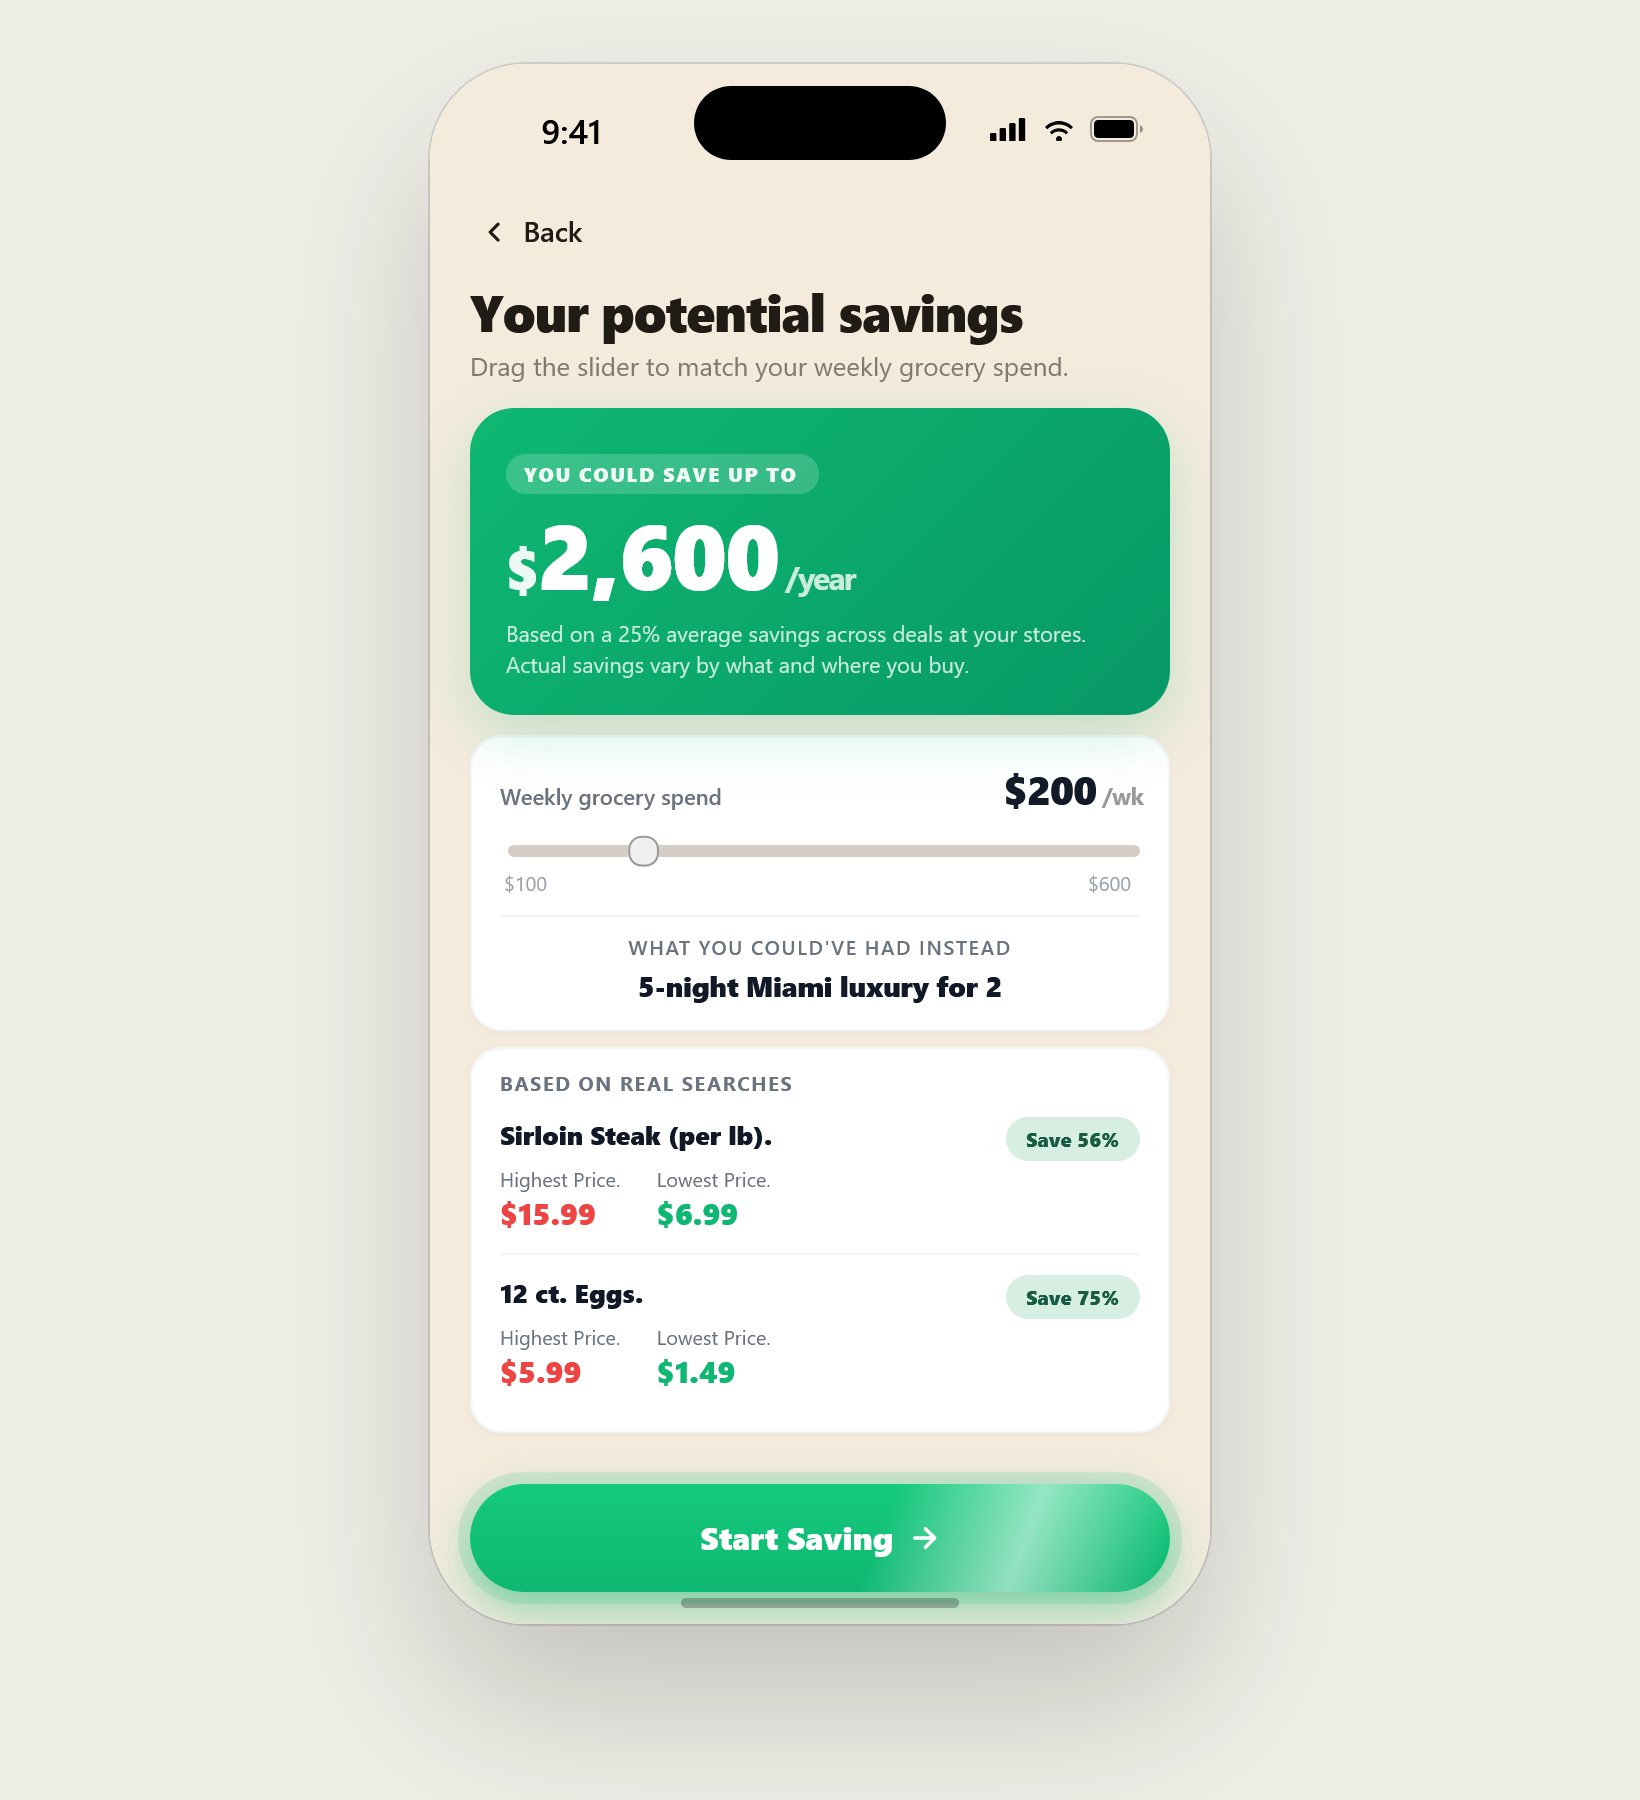 9:41
Back
Your potential savings
Drag the slider to match your weekly grocery spend.
YOU COULD SAVE UP TO
$2,600 /year
Based on a 25% average savings across deals at your stores.
Actual savings vary by what and where you buy.
Weekly grocery spend $200 /wk
$100 $600
WHAT YOU COULD'VE HAD INSTEAD
5-night Miami luxury for 2
BASED ON REAL SEARCHES
Sirloin Steak (per lb). Save 56%
Highest Price. Lowest Price.
$15.99 $6.99
12 ct. Eggs. Save 75%
Highest Price. Lowest Price.
$5.99 $1.49
Start Saving →